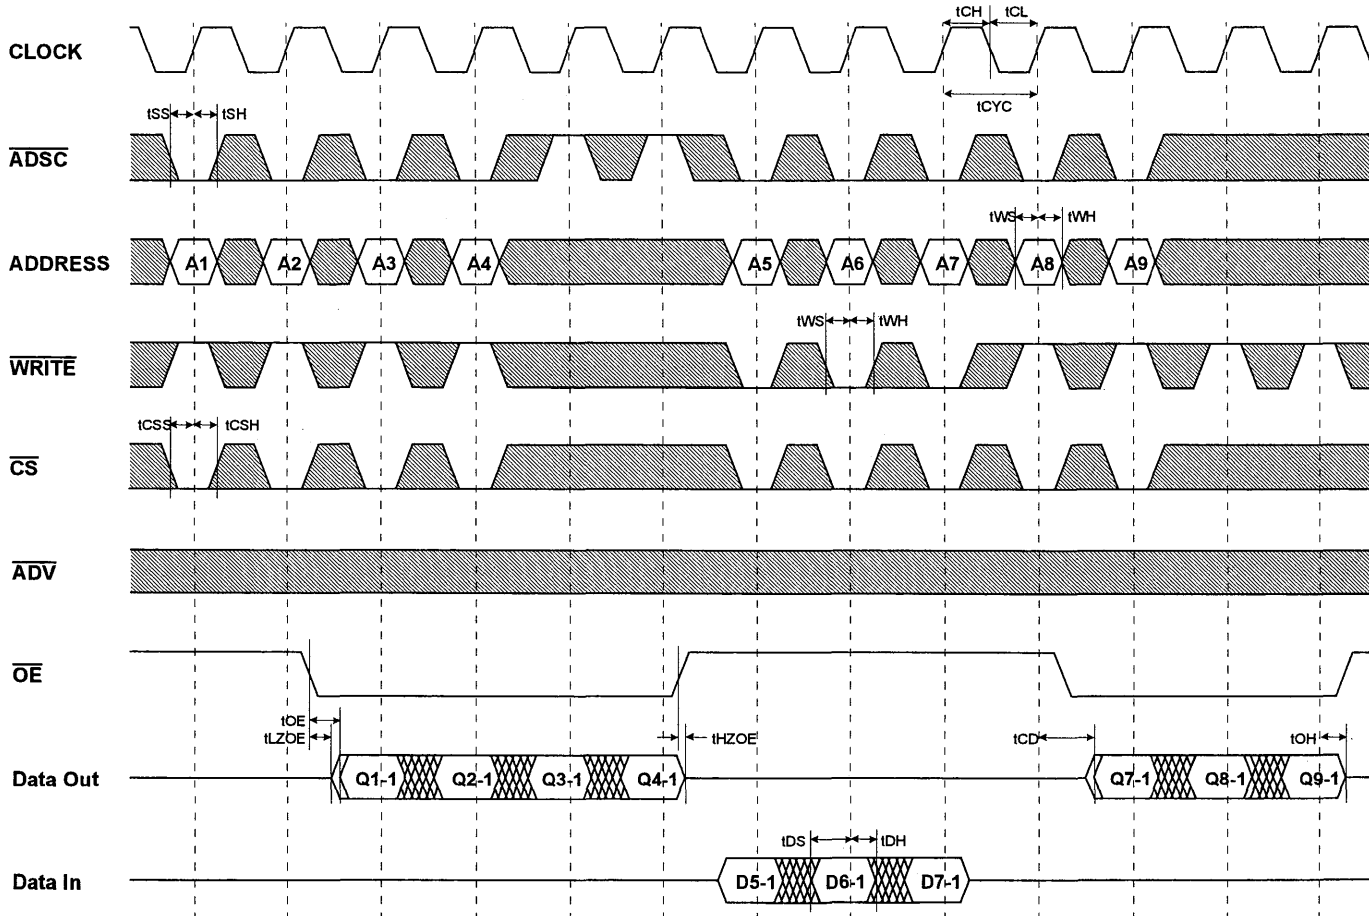 tCH tCL
CLOCK
tCYC
tSS tSH
ADSC
tWS tWH
ADDRESS A1 A2 A3 A4 A5 A6 A7 A8 A9
tWS tWH
WRITE
tCSS tCSH
CS
ADV
OE
tOE
tLZOE tHZOE tCD tOH
Data Out Q1-1 Q2-1 Q3-1 Q4-1 Q7-1 Q8-1 Q9-1
tDS tDH
Data In D5-1 D6-1 D7-1